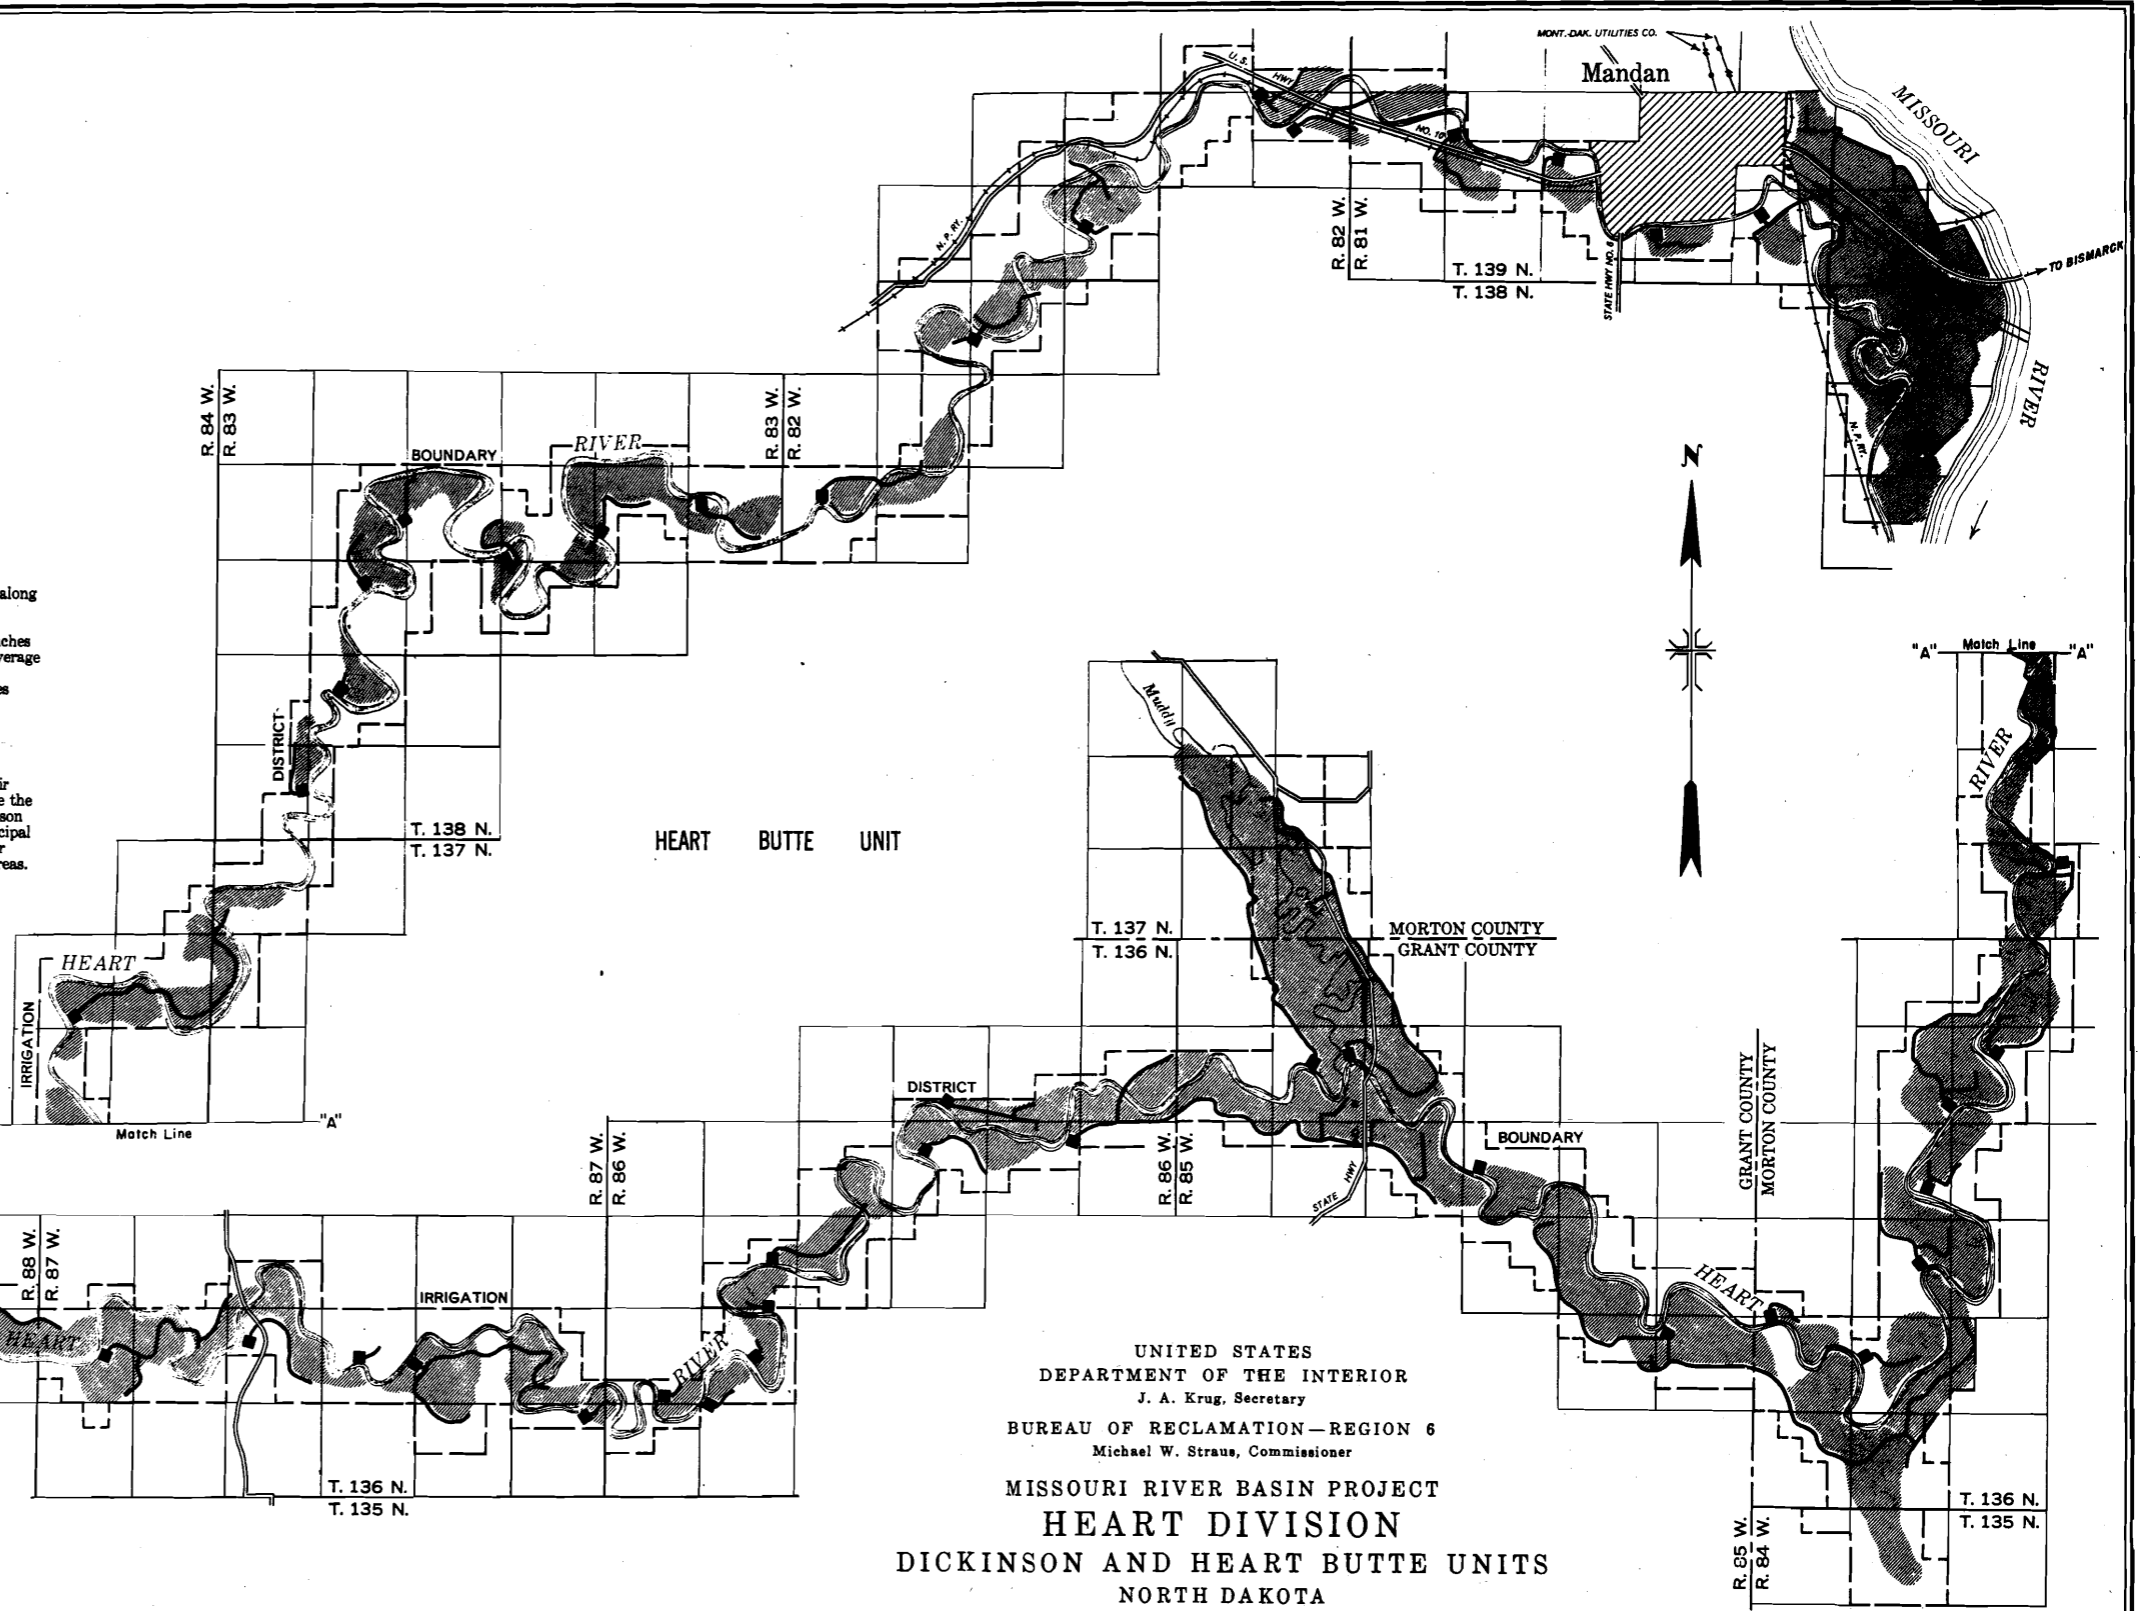 MONT.-DAK. UTILITIES CO.
Mandan
U. S.
HWY
NO. 10
MISSOURI
RIVER
TO BISMARCK
N. P. RY.
R. 82 W.
R. 81 W.
T. 139 N.
T. 138 N.
STATE HWY NO. 6
N. P. RY.
R. 84 W.
R. 83 W.
R. 83 W.
R. 82 W.
BOUNDARY
RIVER
N
along
ches
verage
es
ir
e the
son
cipal
r
reas.
DISTRICT
T. 138 N.
T. 137 N.
HEART BUTTE UNIT
Muddy
"A" Match Line "A"
RIVER
T. 137 N.
T. 136 N.
MORTON COUNTY
GRANT COUNTY
HEART
IRRIGATION
Match Line
"A"
DISTRICT
R. 87 W.
R. 86 W.
R. 86 W.
R. 85 W.
STATE HWY
BOUNDARY
GRANT COUNTY
MORTON COUNTY
R. 88 W.
R. 87 W.
HEART
IRRIGATION
RIVER
HEART
T. 136 N.
T. 135 N.
T. 136 N.
T. 135 N.
R. 85 W.
R. 84 W.
UNITED STATES
DEPARTMENT OF THE INTERIOR
J. A. Krug, Secretary
BUREAU OF RECLAMATION—REGION 6
Michael W. Straus, Commissioner
MISSOURI RIVER BASIN PROJECT
HEART DIVISION
DICKINSON AND HEART BUTTE UNITS
NORTH DAKOTA